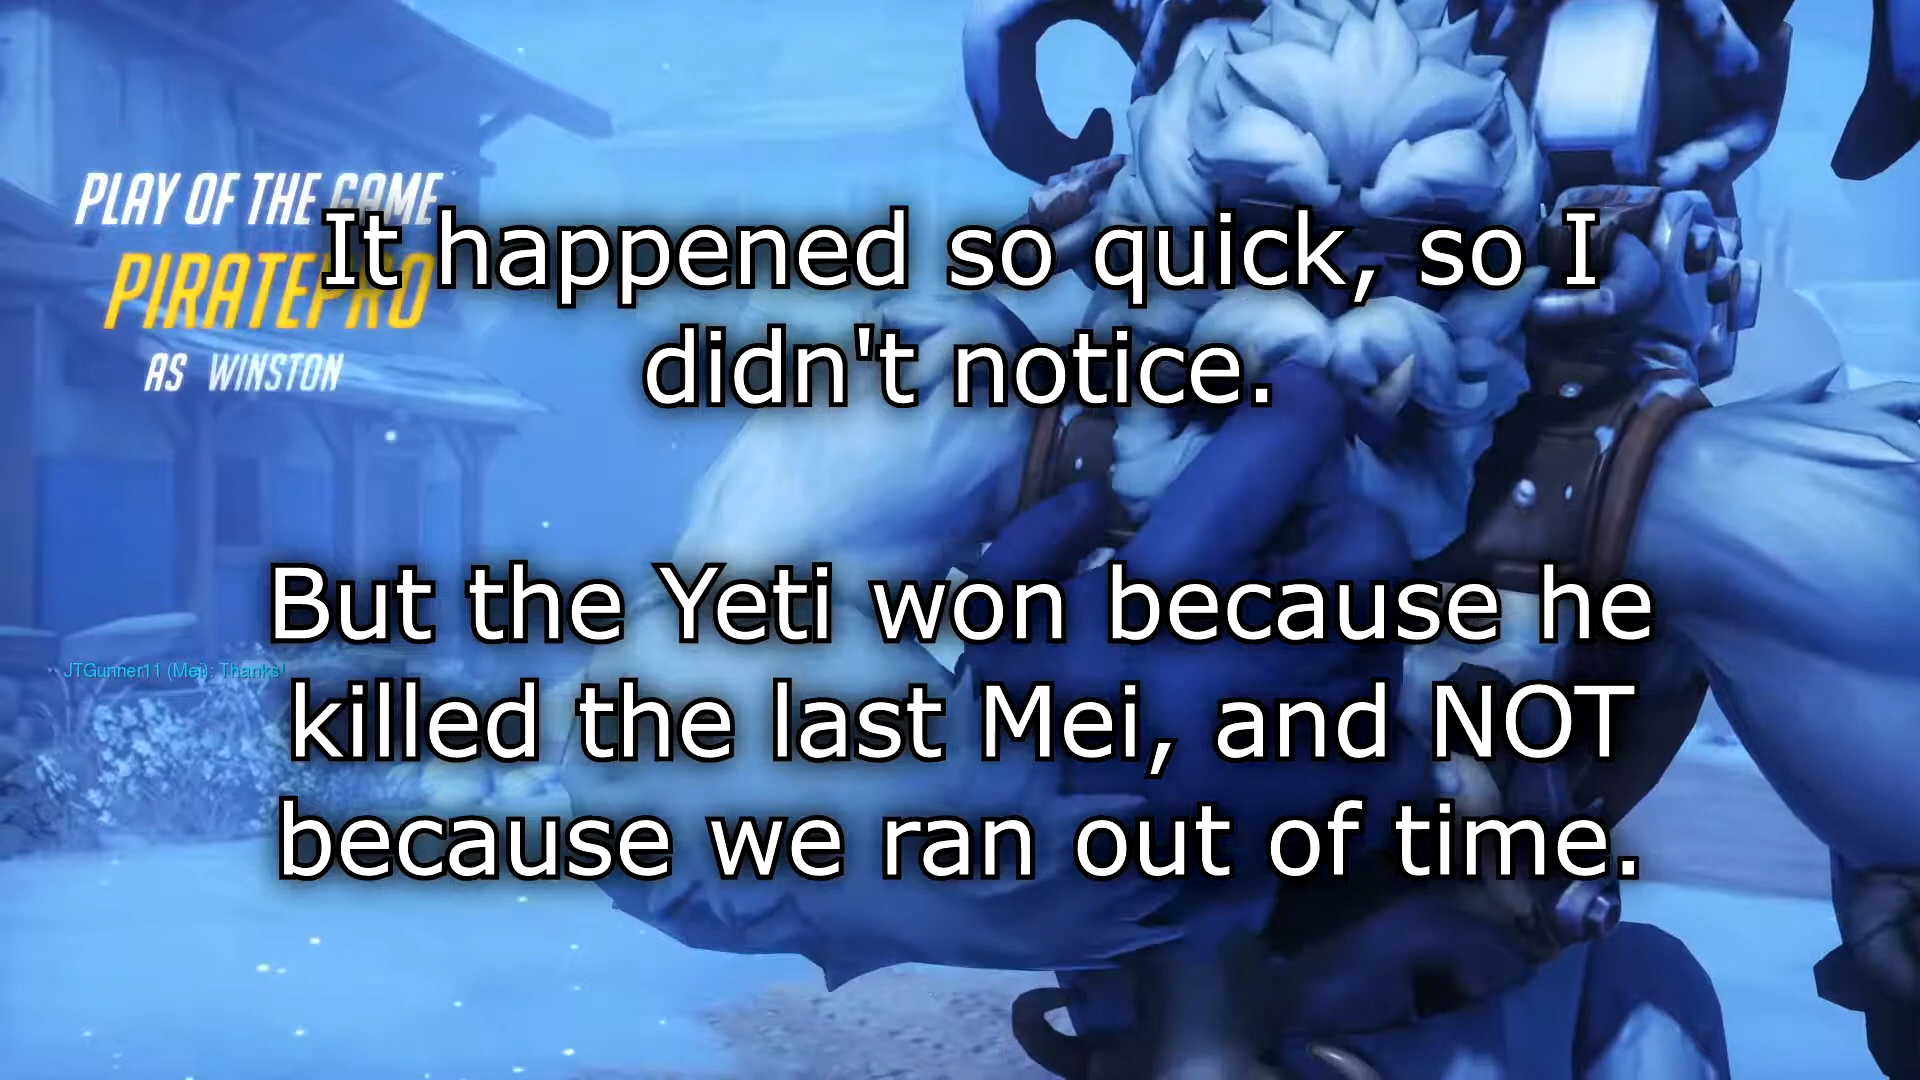 PLAY OF THE GAME
PIRATEPRO
AS WINSTON
It happened so quick, so I
didn't notice.
But the Yeti won because he
JTGunner11 (Mei): Thanks!
killed the last Mei, and NOT
because we ran out of time.